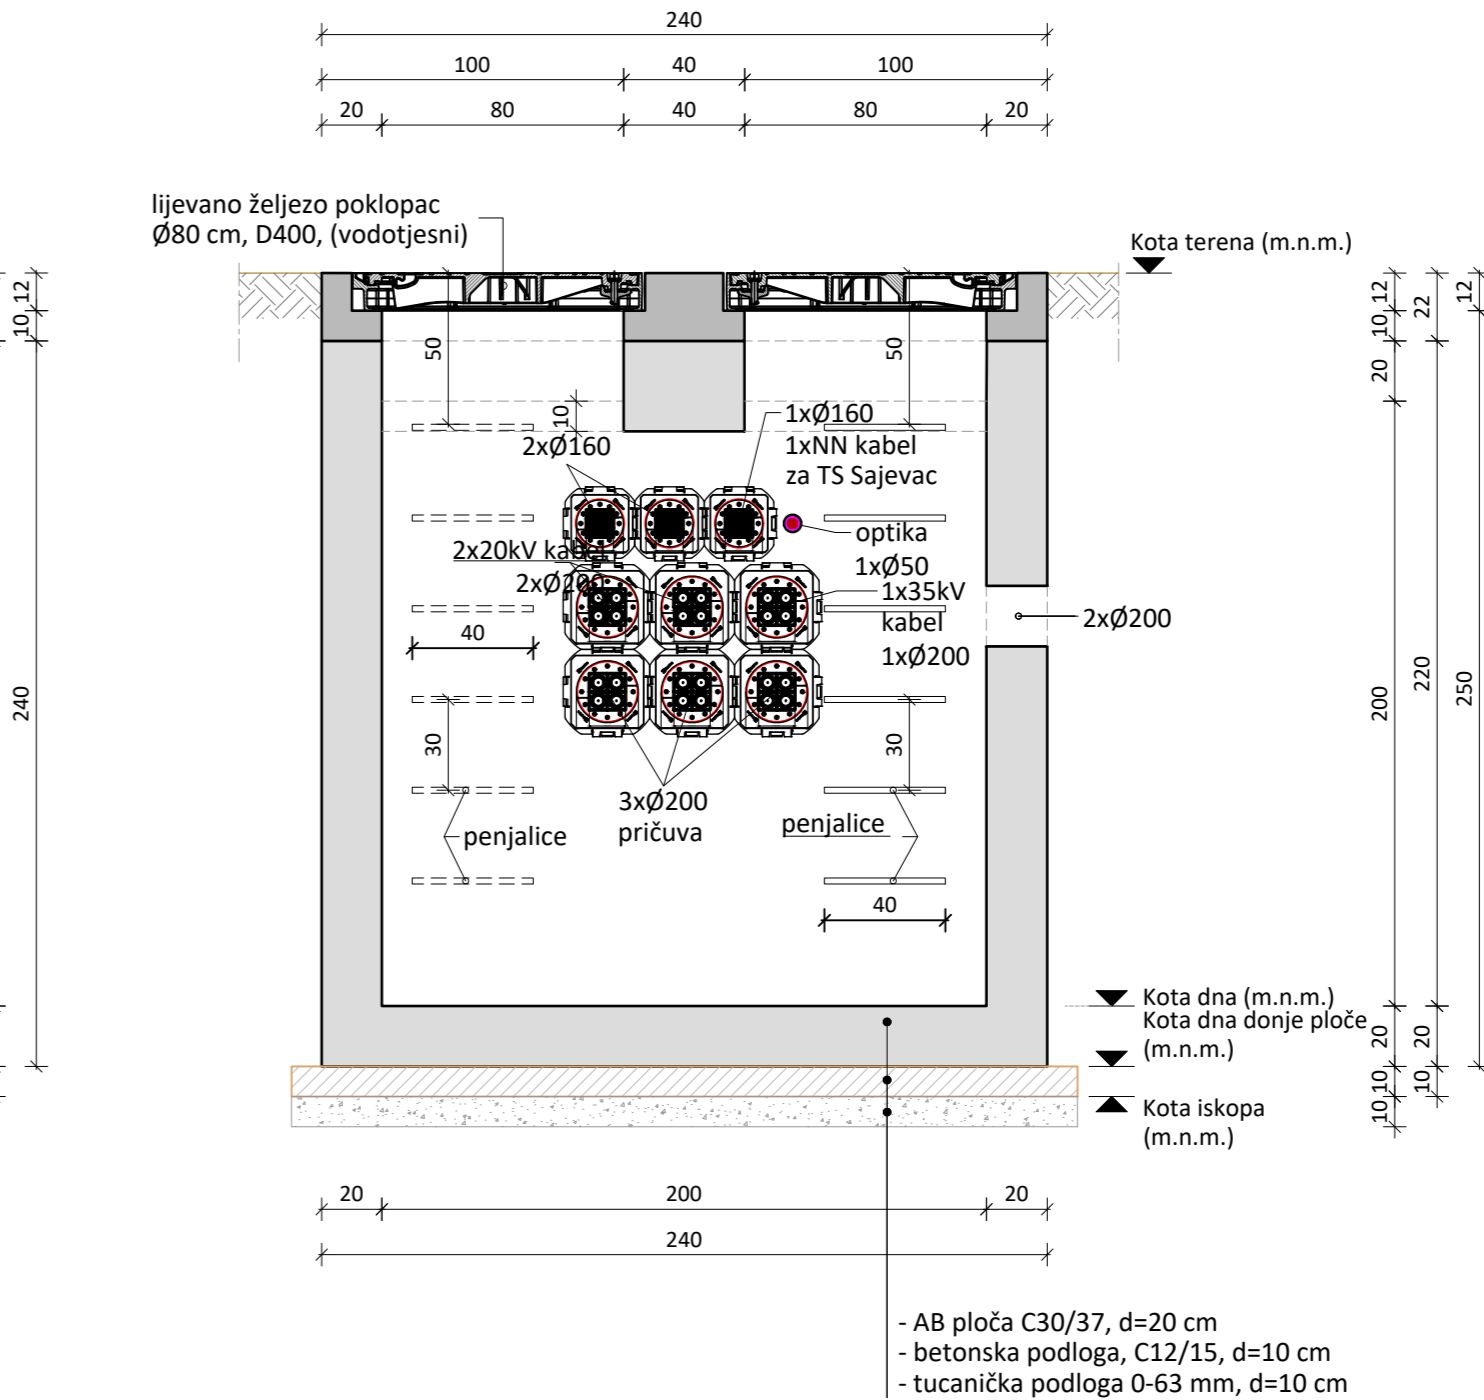 240
100 40 100
20 80 40 80 20
lijevano željezo poklopac
Ø80 cm, D400, (vodotjesni)
Kota terena (m.n.m.)
12
10
240
50
10
50
2xØ160
1xØ160
1xNN kabel
za TS Sajevac
optika
1xØ50
2x20kV kabel
2xØ200
1x35kV
kabel
1xØ200
2xØ200
40
30
3xØ200
pričuva
30
penjalice
penjalice
40
12
10
20
200
20
10
10
22
220
20
10
12
250
Kota dna (m.n.m.)
Kota dna donje ploče
(m.n.m.)
Kota iskopa
(m.n.m.)
20 200 20
240
- AB ploča C30/37, d=20 cm
- betonska podloga, C12/15, d=10 cm
- tucanička podloga 0-63 mm, d=10 cm